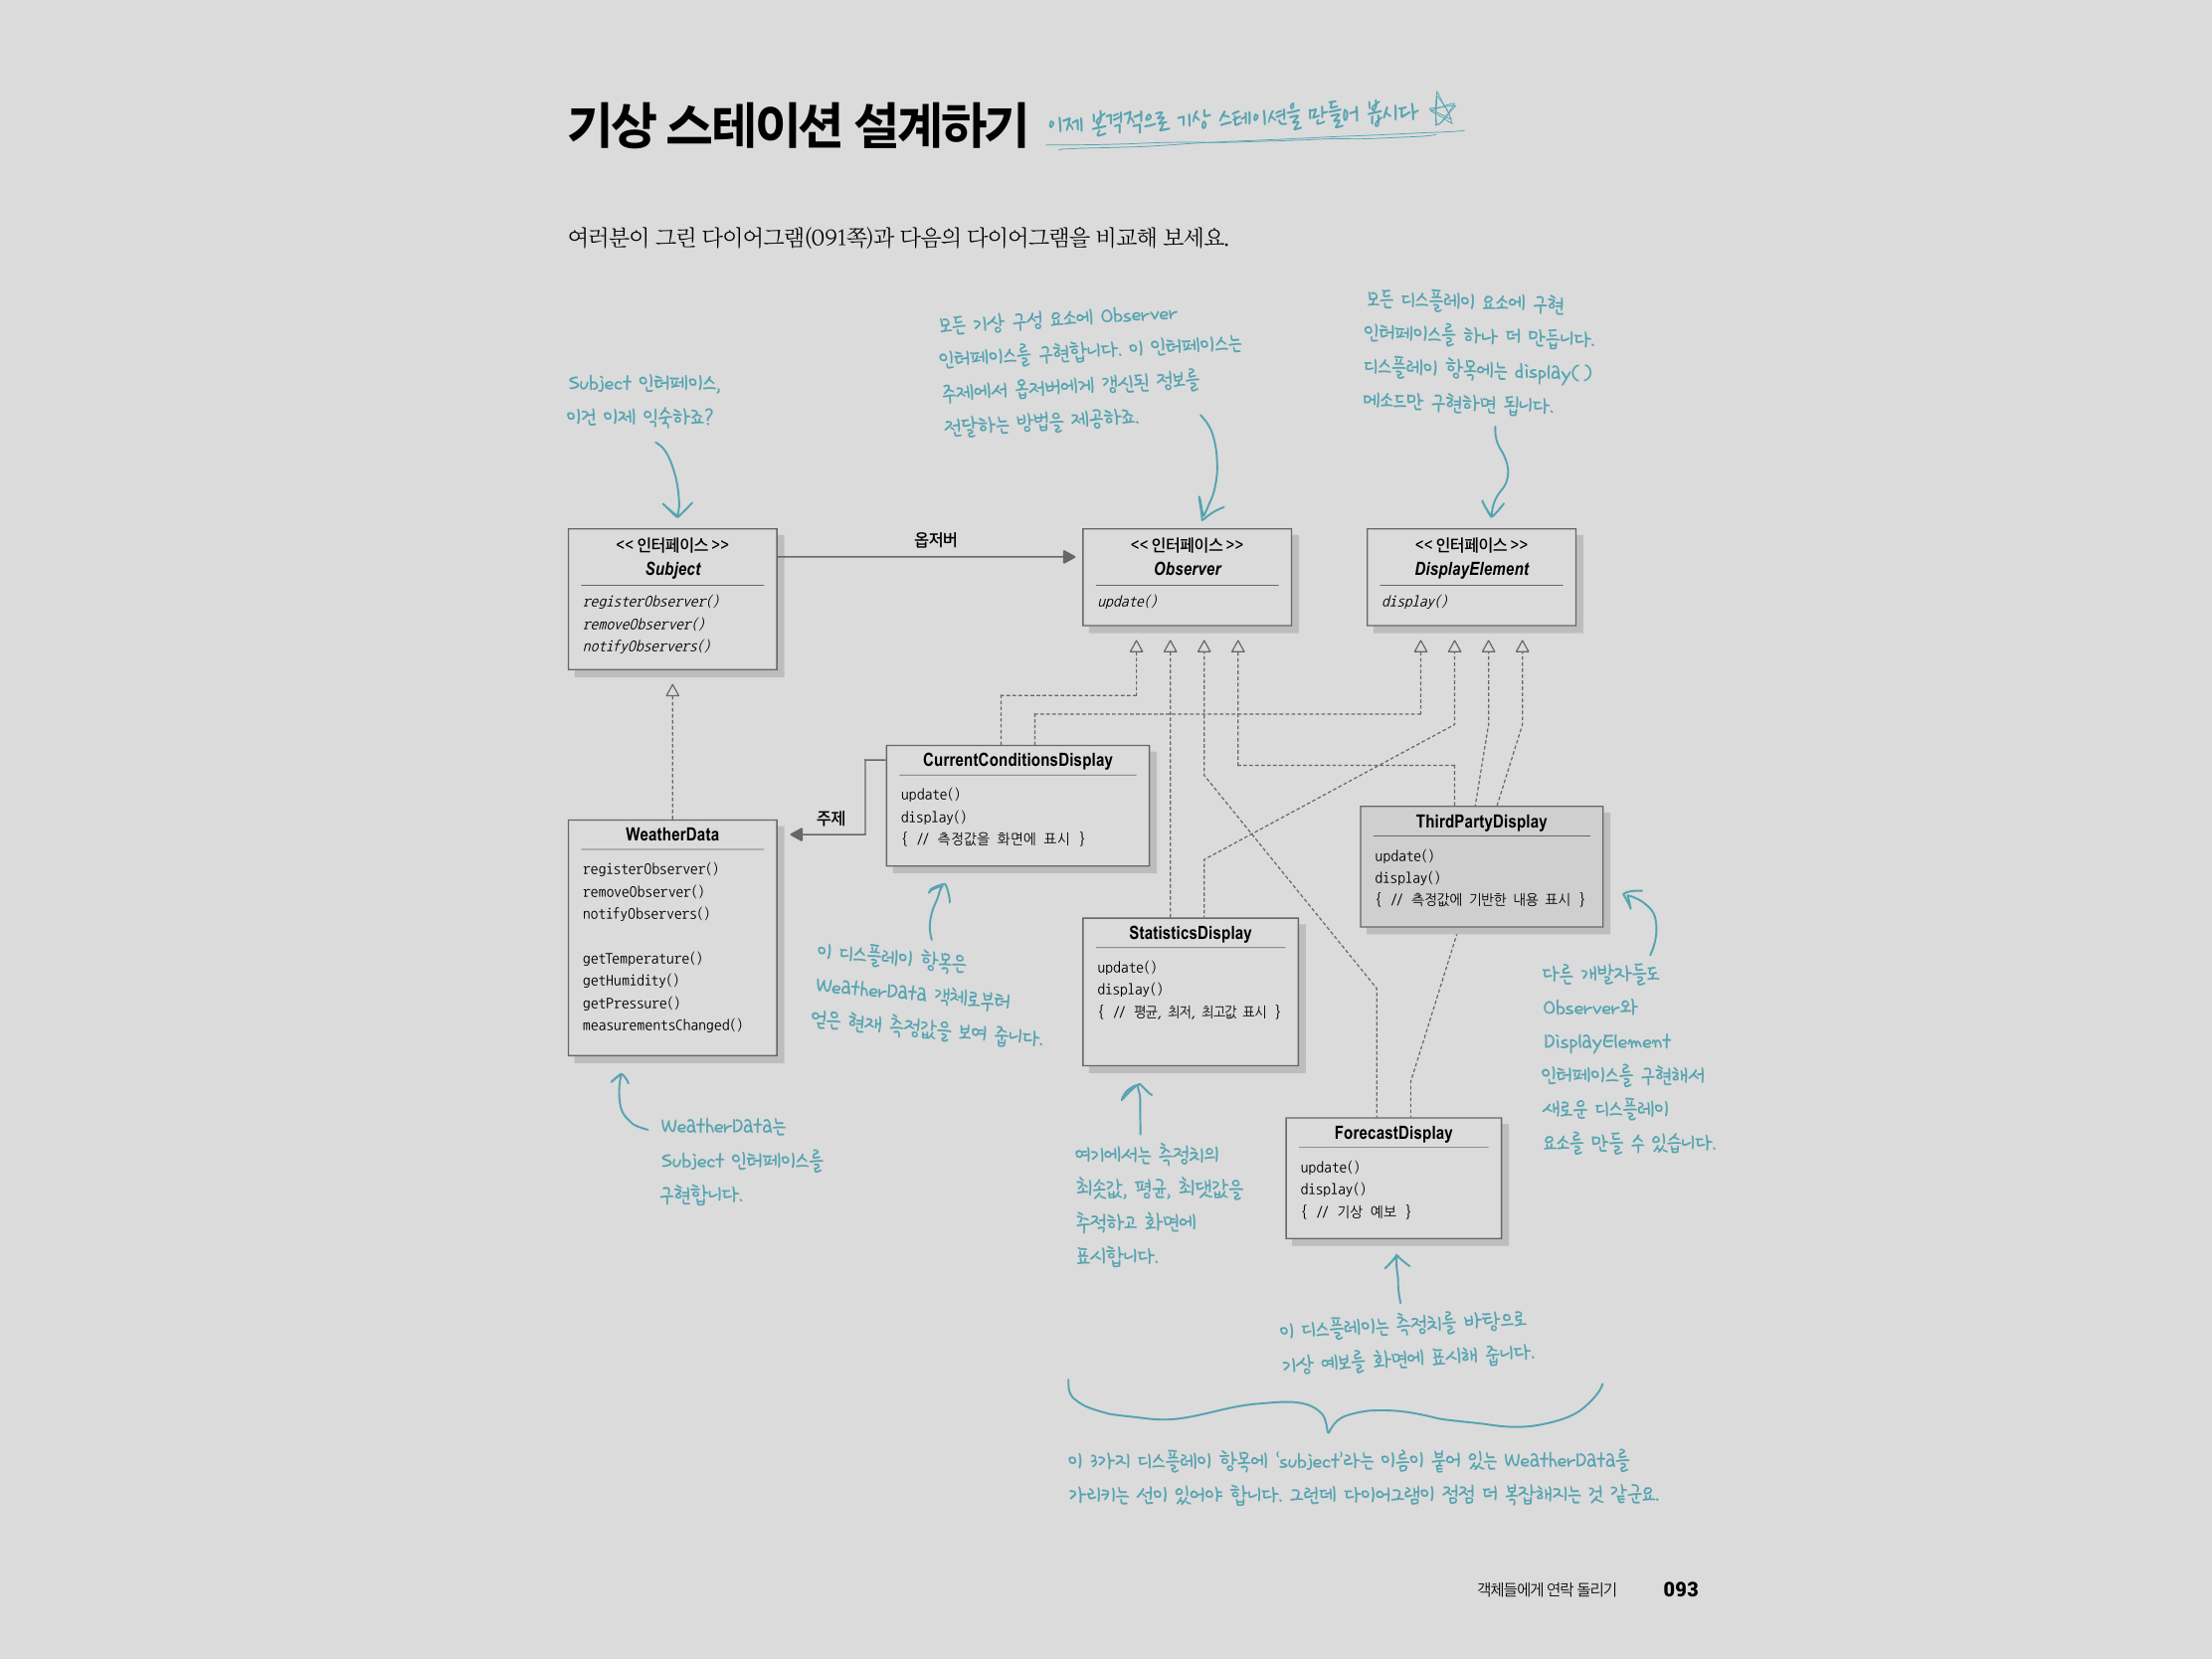 기상 스테이션 설계하기
이제 본격적으로 기상 스테이션을 만들어 봅시다
여러분이 그린 다이어그램(091쪽)과 다음의 다이어그램을 비교해 보세요.
Subject 인터페이스,
이건 이제 익숙하죠?
모든 기상 구성 요소에 Observer
인터페이스를 구현합니다. 이 인터페이스는
주제에서 옵저버에게 갱신된 정보를
전달하는 방법을 제공하죠.
모든 디스플레이 요소에 구현
인터페이스를 하나 더 만듭니다.
디스플레이 항목에는 display()
메소드만 구현하면 됩니다.
<< 인터페이스 >>
Subject
registerObserver()
removeObserver()
notifyObservers()
옵저버
<< 인터페이스 >>
Observer
update()
<< 인터페이스 >>
DisplayElement
display()
CurrentConditionsDisplay
update()
display()
{ // 측정값을 화면에 표시 }
주제
WeatherData
registerObserver()
removeObserver()
notifyObservers()
getTemperature()
getHumidity()
getPressure()
measurementsChanged()
ThirdPartyDisplay
update()
display()
{ // 측정값에 기반한 내용 표시 }
이 디스플레이 항목은
WeatherData 객체로부터
얻은 현재 측정값을 보여 줍니다.
StatisticsDisplay
update()
display()
{ // 평균, 최저, 최고값 표시 }
다른 개발자들도
Observer와
DisplayElement
인터페이스를 구현해서
새로운 디스플레이
요소를 만들 수 있습니다.
WeatherData는
Subject 인터페이스를
구현합니다.
여기에서는 측정치의
최솟값, 평균, 최댓값을
추적하고 화면에
표시합니다.
ForecastDisplay
update()
display()
{ // 기상 예보 }
이 디스플레이는 측정치를 바탕으로
기상 예보를 화면에 표시해 줍니다.
이 3가지 디스플레이 항목에 ‘subject’라는 이름이 붙어 있는 WeatherData를
가리키는 선이 있어야 합니다. 그런데 다이어그램이 점점 더 복잡해지는 것 같군요.
객체들에게 연락 돌리기 093